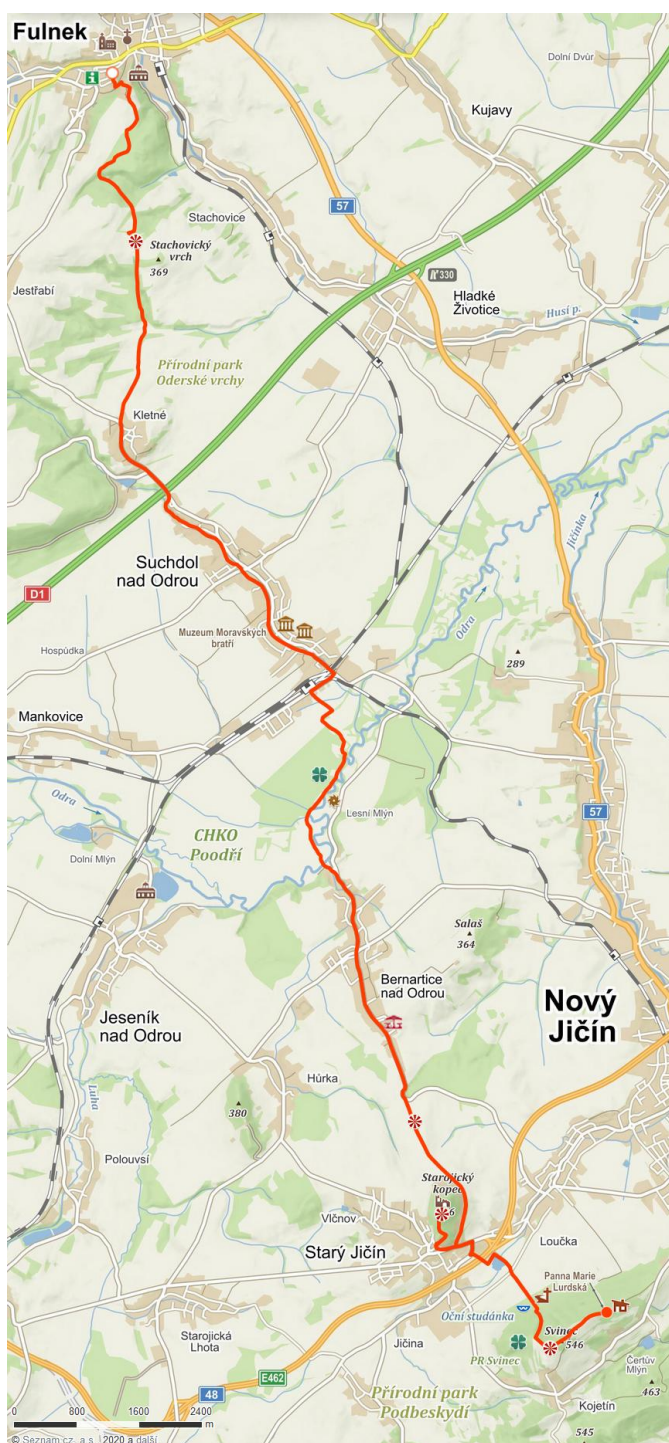 Fulnek
Dolní Dvůr
Kujavy
57
Stachovice
Stachovický
vrch
369
330
Jestřabí
Hladké
Životice
Husí p.
Přírodní park
Oderské vrchy
Kletné
Jičínka
Suchdol
nad Odrou
D1
Odra
Muzeum Moravských
bratří
Hospůdka
289
Mankovice
Odra
57
Lesní Mlýn
CHKO
Poodří
Dolní Mlýn
Salaš
364
Bernartice
nad Odrou
Nový
Jičín
Jeseník
nad Odrou
Hůrka
Luha
380
Polouvsí
Starojický
Vlčnov
Starý Jičín
Loučka
Panna Marie
Lurdská
Oční studánka
Svinec
546
Starojická
Lhota
Jičina
PR Svinec
Čertův
Mlýn
463
E462
48
Přírodní park
Podbeskydí
Kojetín
545
0 800 1600 2400
m
© Seznam.cz, a.s., 2020 a další